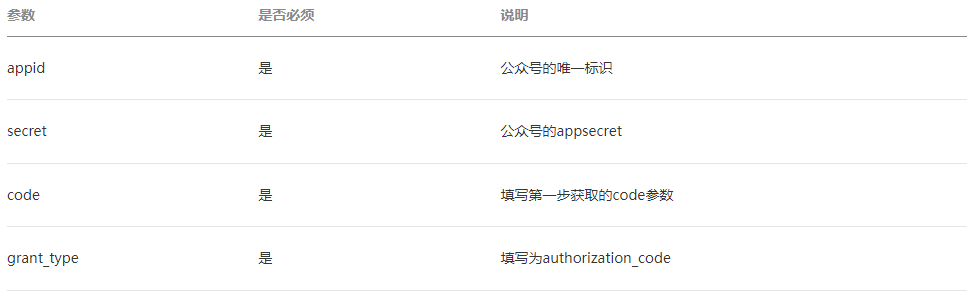 参数 是否必须 说明
appid 是 公众号的唯一标识
secret 是 公众号的appsecret
code 是 填写第一步获取的code参数
grant_type 是 填写为authorization_code